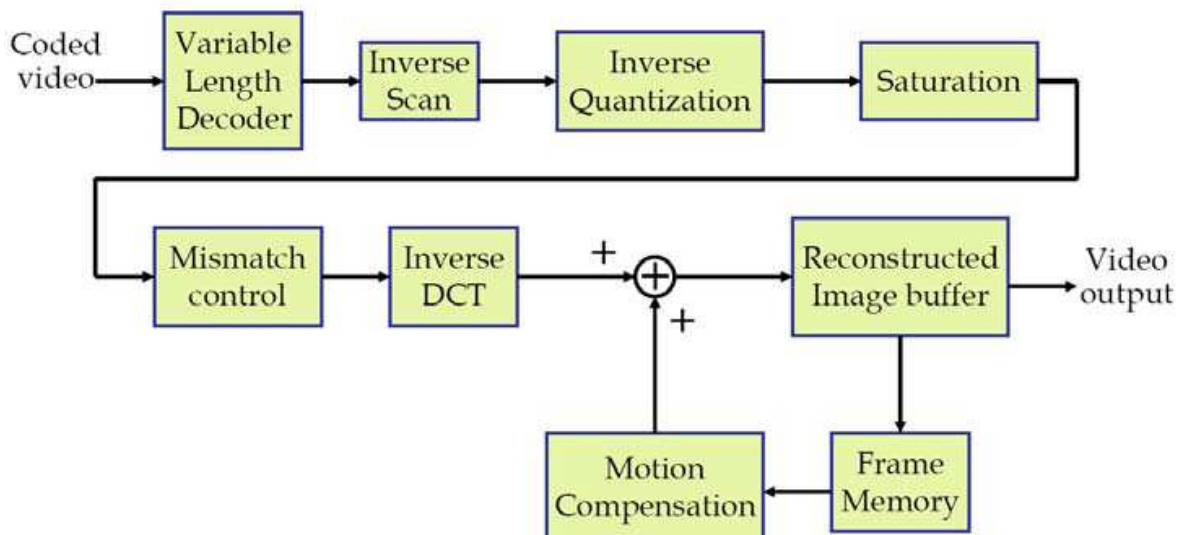 Coded
video
Variable
Length
Decoder
Inverse
Scan
Inverse
Quantization
Saturation
Mismatch
control
Inverse
DCT
+
+
+
Reconstructed
Image buffer
Video
output
Motion
Compensation
Frame
Memory